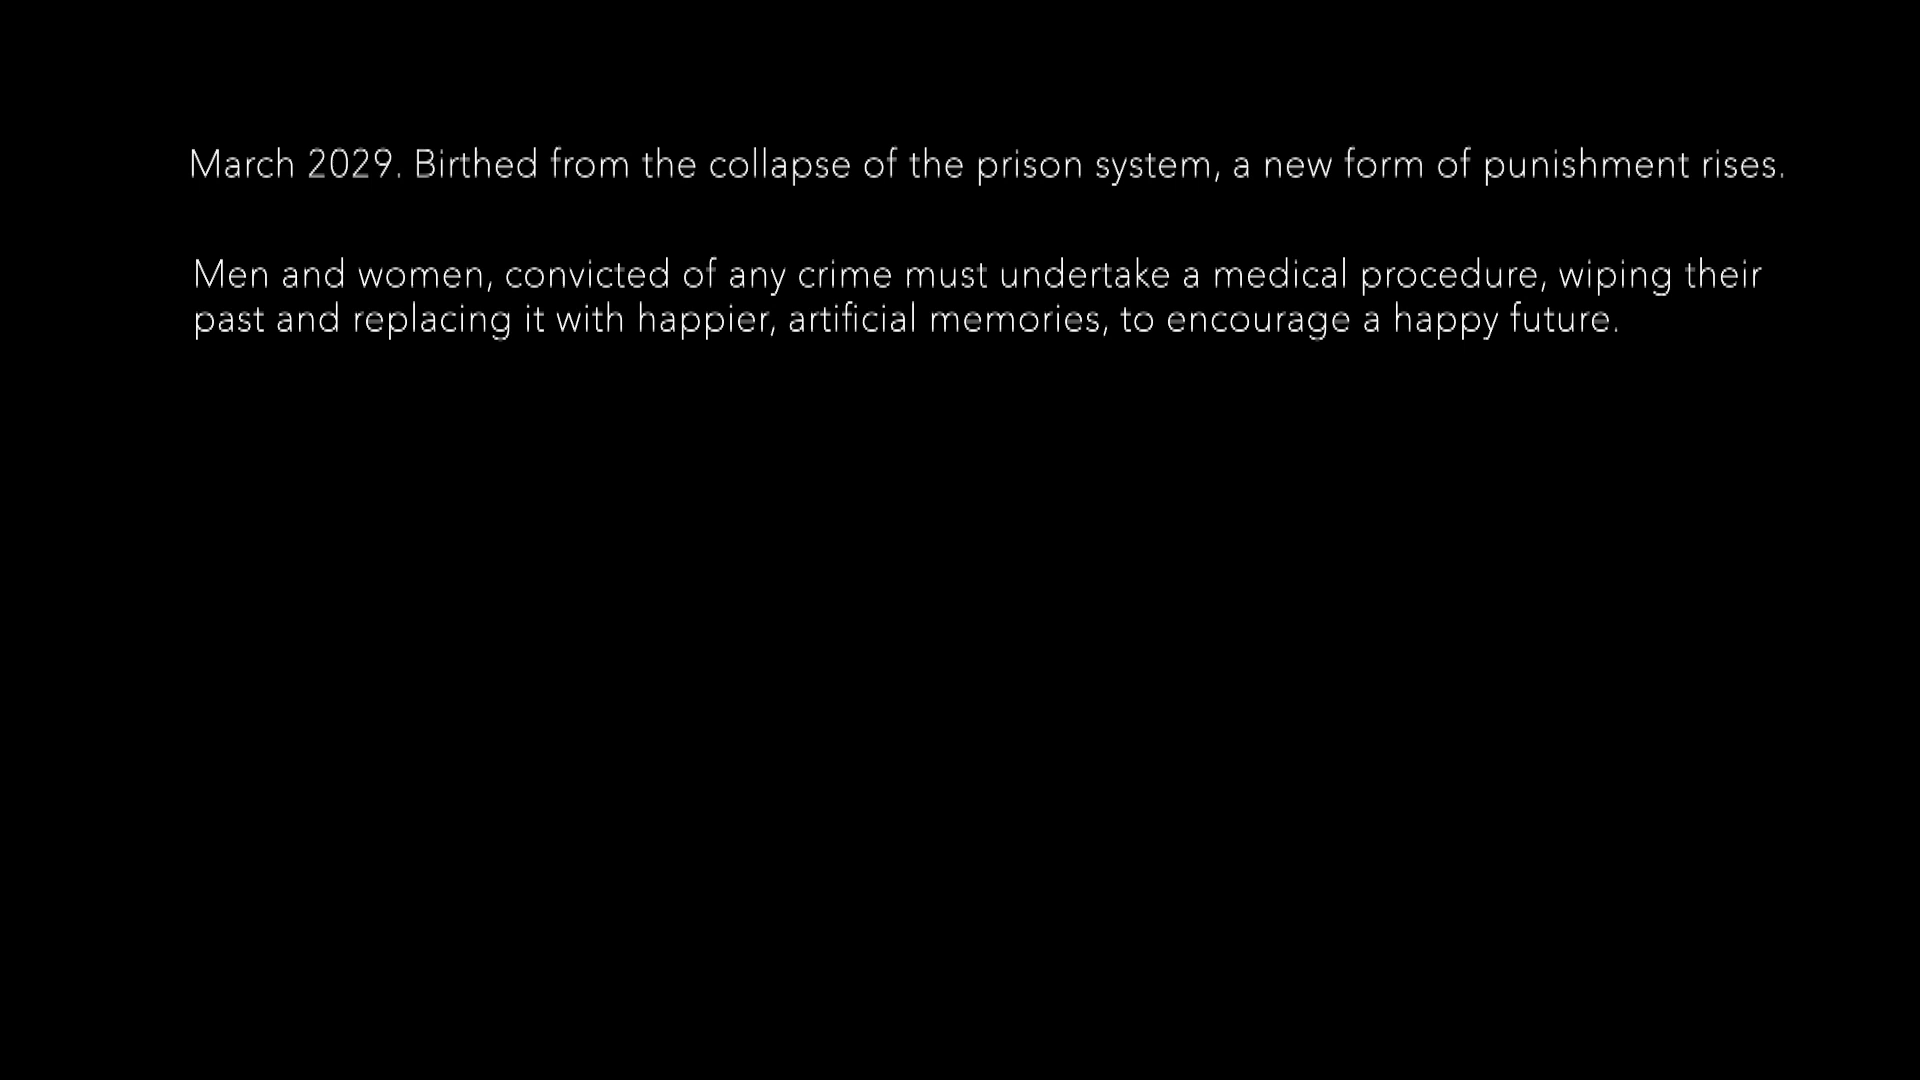 March 2029. Birthed from the collapse of the prison system, a new form of punishment rises.
Men and women, convicted of any crime must undertake a medical procedure, wiping their
past and replacing it with happier, artificial memories, to encourage a happy future.